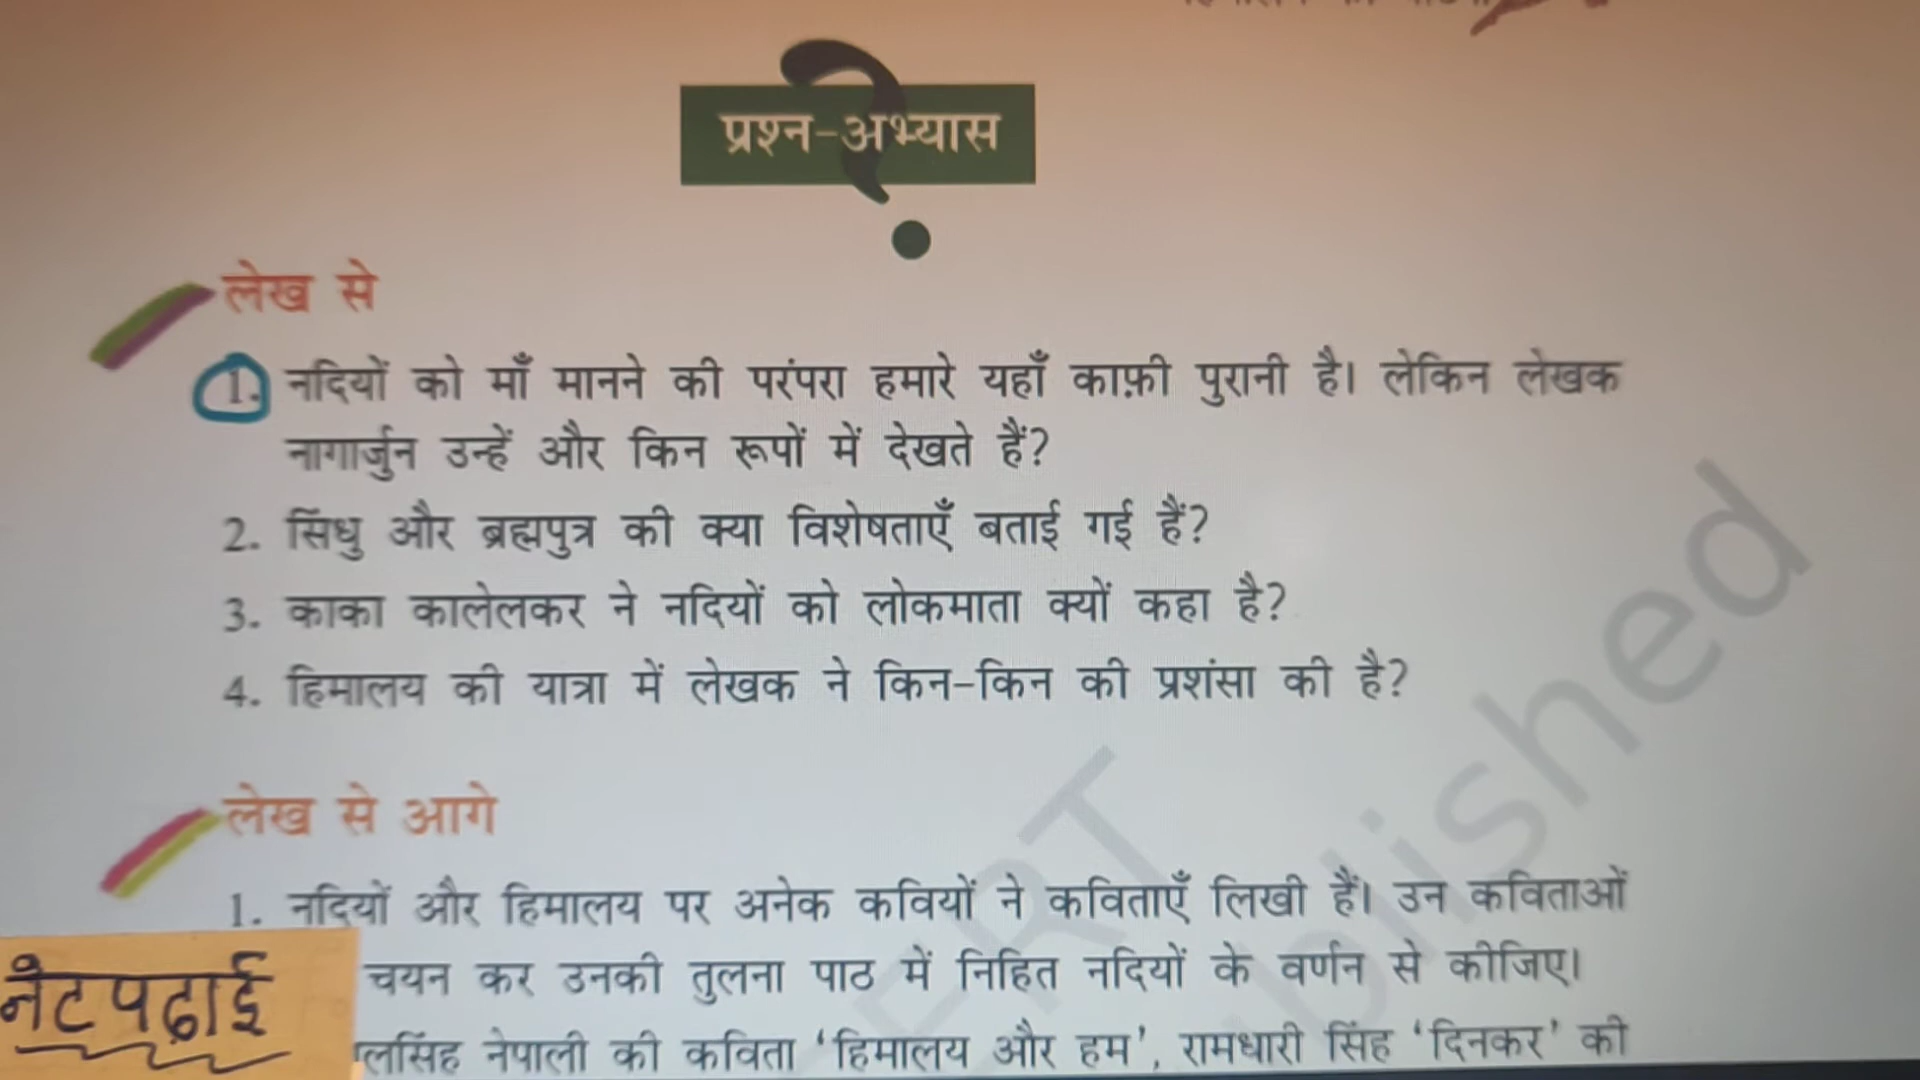 प्रश्न-अभ्यास
लेख से
1. नदियों को माँ मानने की परंपरा हमारे यहाँ काफ़ी पुरानी है। लेकिन लेखक
नागार्जुन उन्हें और किन रूपों में देखते हैं?
2. सिंधु और ब्रह्मपुत्र की क्या विशेषताएँ बताई गई हैं?
3. काका कालेलकर ने नदियों को लोकमाता क्यों कहा है?
4. हिमालय की यात्रा में लेखक ने किन-किन की प्रशंसा की है?
लेख से आगे
1. नदियों और हिमालय पर अनेक कवियों ने कविताएँ लिखी हैं। उन कविताओं
चयन कर उनकी तुलना पाठ में निहित नदियों के वर्णन से कीजिए।
लसिंह नेपाली की कविता ‘हिमालय और हम’, रामधारी सिंह ‘दिनकर’ की
नेटपढ़ाई